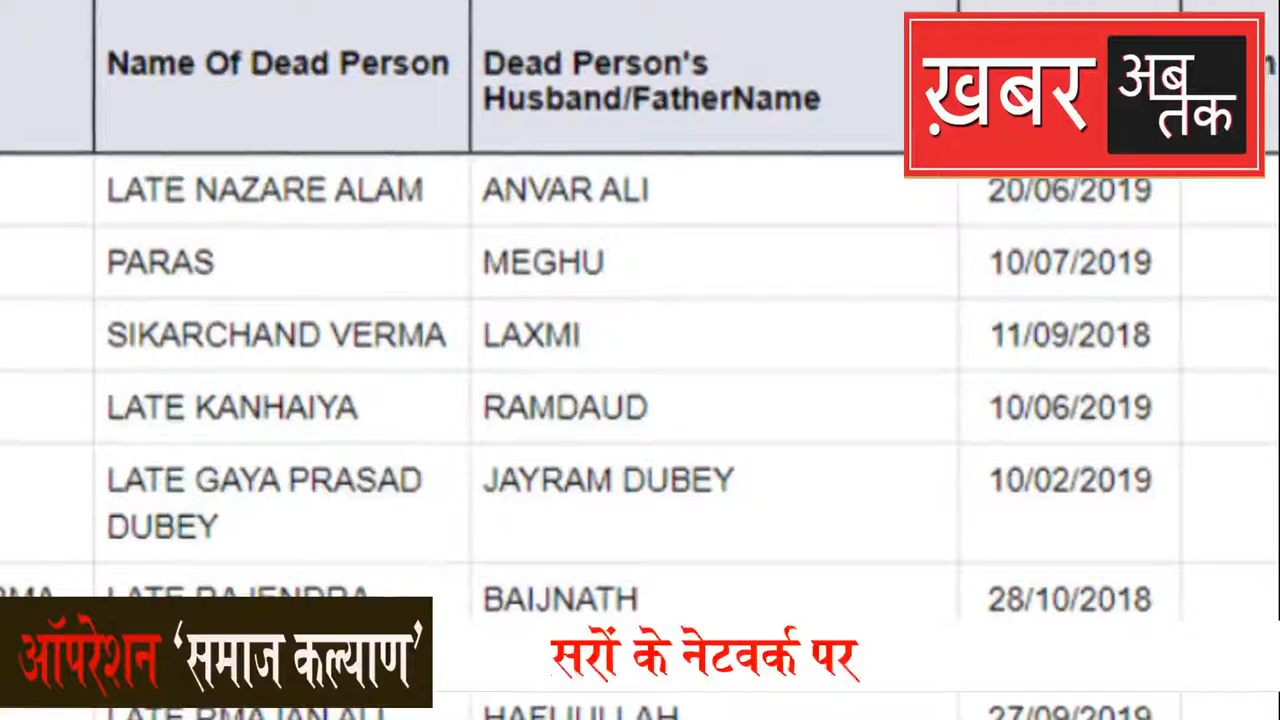 Name Of Dead Person
Dead Person's
Husband/FatherName
ख़बर अब तक
LATE NAZARE ALAM ANVAR ALI 20/06/2019
PARAS MEGHU 10/07/2019
SIKARCHAND VERMA LAXMI 11/09/2018
LATE KANHAIYA RAMDAUD 10/06/2019
LATE GAYA PRASAD JAYRAM DUBEY 10/02/2019
DUBEY
LATE RAJENDRA BAIJNATH 28/10/2018
ऑपरेशन ‘समाज कल्याण’
सरों के नेटवर्क पर
27/09/2019